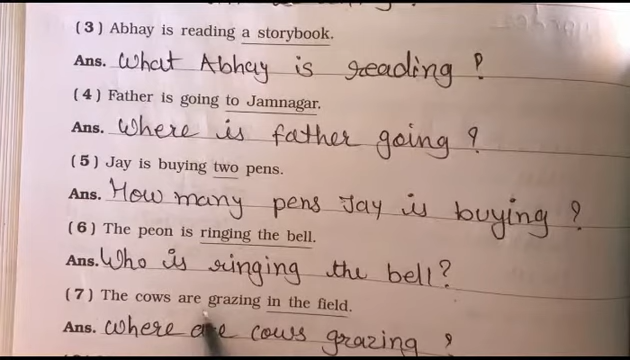 (3) Abhay is reading a storybook.
Ans. What Abhay is reading?
(4) Father is going to Jamnagar.
Ans. Where is father going?
(5) Jay is buying two pens.
Ans. How many pens Jay is buying?
(6) The peon is ringing the bell.
Ans. Who is ringing the bell?
(7) The cows are grazing in the field.
Ans. where are cows grazing?